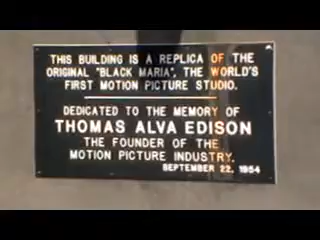 THIS BUILDING IS A REPLICA OF THE
ORIGINAL "BLACK MARIA", THE WORLD'S
FIRST MOTION PICTURE STUDIO.
DEDICATED TO THE MEMORY OF
THOMAS ALVA EDISON
THE FOUNDER OF THE
MOTION PICTURE INDUSTRY.
SEPTEMBER 22, 1954